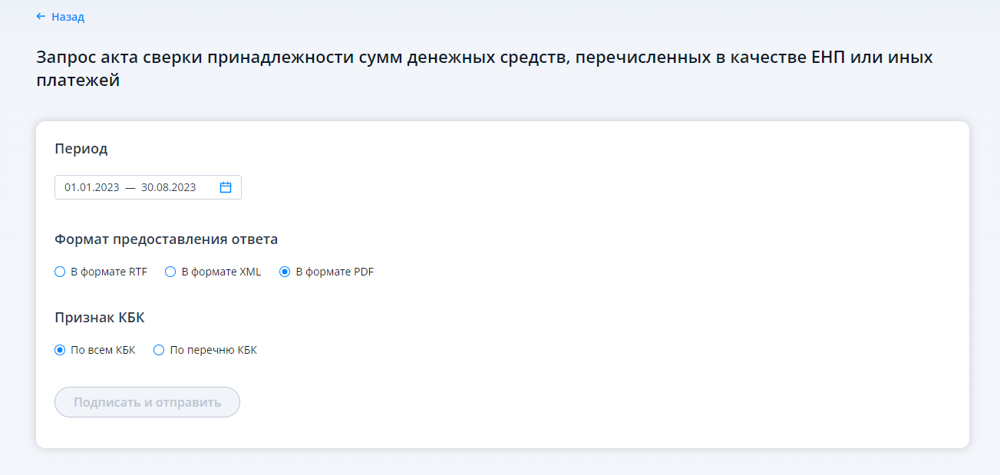 Назад
Запрос акта сверки принадлежности сумм денежных средств, перечисленных в качестве ЕНП или иных
платежей
Период
01.01.2023 — 30.08.2023
Формат предоставления ответа
В формате RTF В формате XML В формате PDF
Признак КБК
По всем КБК По перечню КБК
Подписать и отправить